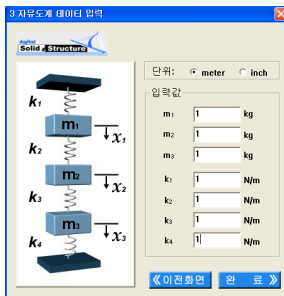 3 자유도계 데이터 입력
digital
Solid & Structure
k₁
m₁
x₁
k₂
m₂
x₂
k₃
m₃
x₃
k₄
단위: meter inch
입력값
m₁ 1 kg
m₂ 1 kg
m₃ 1 kg
k₁ 1 N/m
k₂ 1 N/m
k₃ 1 N/m
k₄ 1 N/m
《이전화면
완 료 》